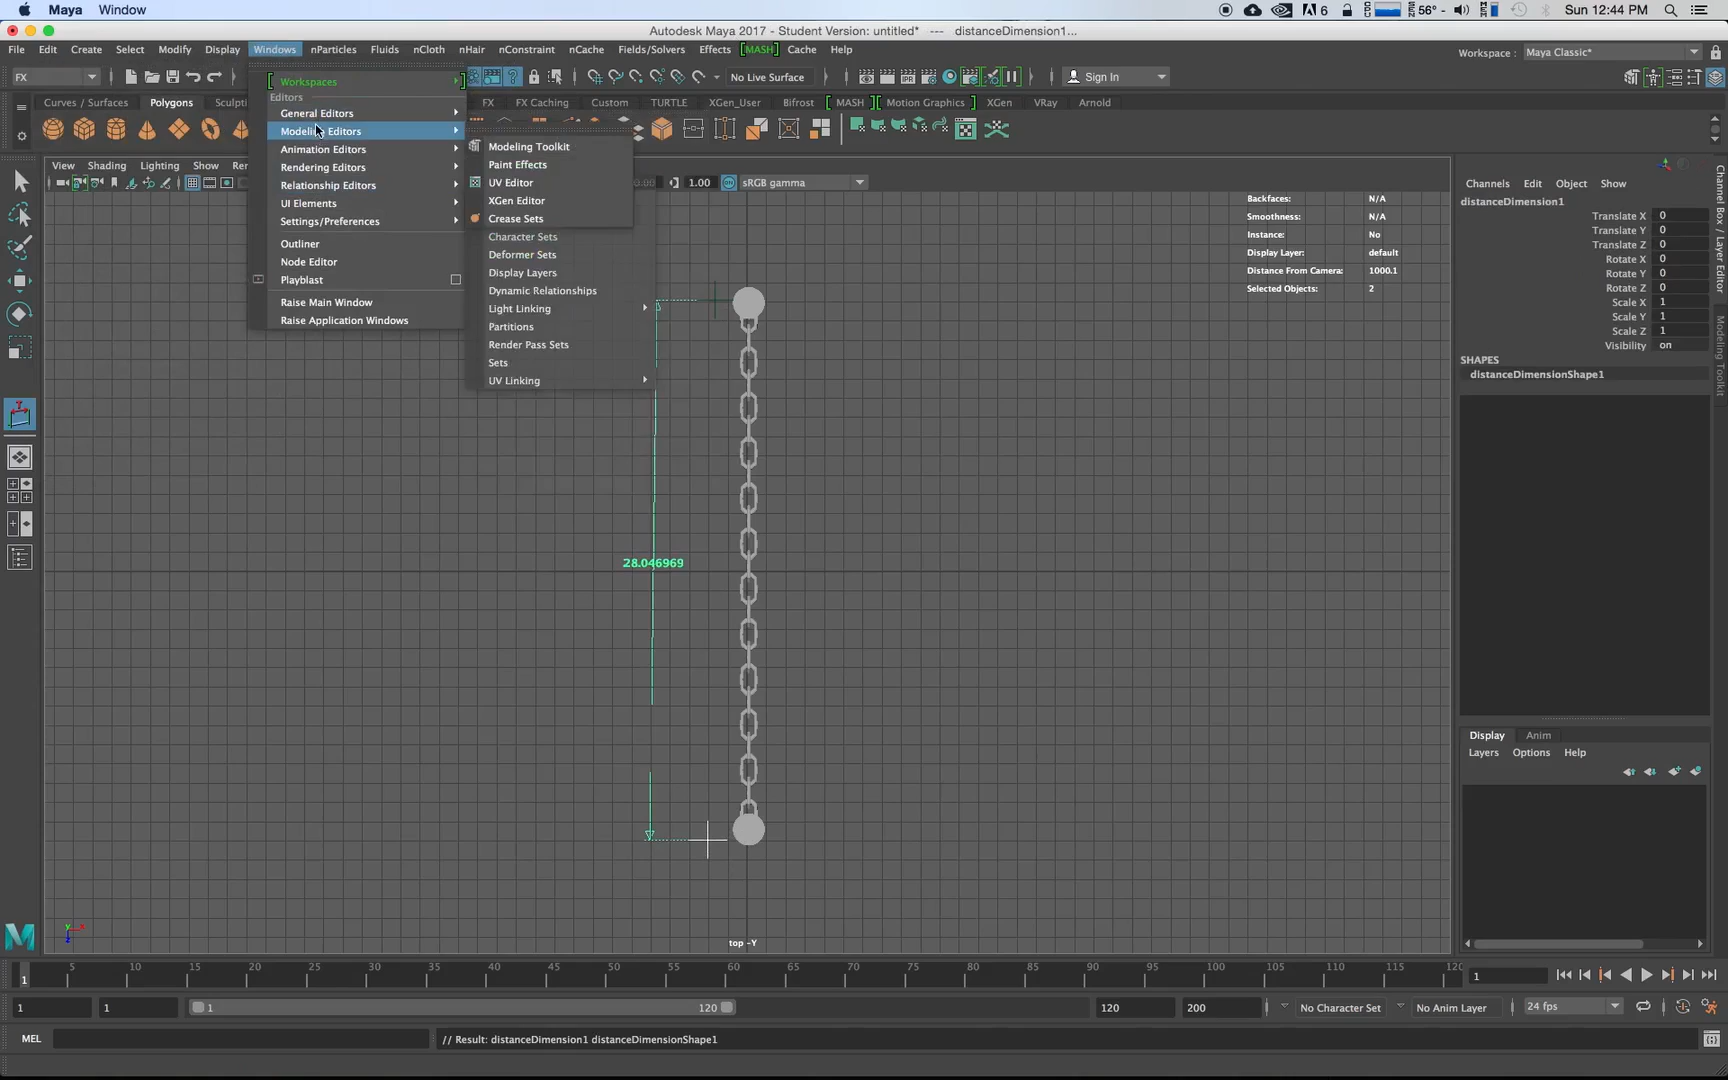 Maya Window
6 56° Sun 12:44 PM
Autodesk Maya 2017 - Student Version: untitled* --- distanceDimension1...
File Edit Create Select Modify Display Windows nParticles Fluids nCloth nHair nConstraint nCache Fields/Solvers Effects [MASH] Cache Help
Workspace : Maya Classic*
FX
No Live Surface
Sign In
Workspaces
Editors
General Editors
Modeling Editors
Animation Editors
Rendering Editors
Relationship Editors
UI Elements
Settings/Preferences
Outliner
Node Editor
Playblast
Raise Main Window
Raise Application Windows
Modeling Toolkit
Paint Effects
UV Editor
XGen Editor
Crease Sets
Character Sets
Deformer Sets
Display Layers
Dynamic Relationships
Light Linking
Partitions
Render Pass Sets
Sets
UV Linking
Curves / Surfaces Polygons Sculpti FX FX Caching Custom TURTLE XGen_User Bifrost [ MASH ] [ Motion Graphics ] XGen VRay Arnold
View Shading Lighting Show Ren
1.00 sRGB gamma
Backfaces: N/A
Smoothness: N/A
Instance: No
Display Layer: default
Distance From Camera: 1000.1
Selected Objects: 2
28.046969
top -Y
Channels Edit Object Show
distanceDimension1
Translate X 0
Translate Y 0
Translate Z 0
Rotate X 0
Rotate Y 0
Rotate Z 0
Scale X 1
Scale Y 1
Scale Z 1
Visibility on
SHAPES
distanceDimensionShape1
Channel Box / Layer Editor
Modeling Toolkit
Display Anim
Layers Options Help
1 5 10 15 20 25 30 35 40 45 50 55 60 65 70 75 80 85 90 95 100 105 110 115 120
1
1 1 1 120 120 200 No Character Set No Anim Layer 24 fps
MEL // Result: distanceDimension1 distanceDimensionShape1